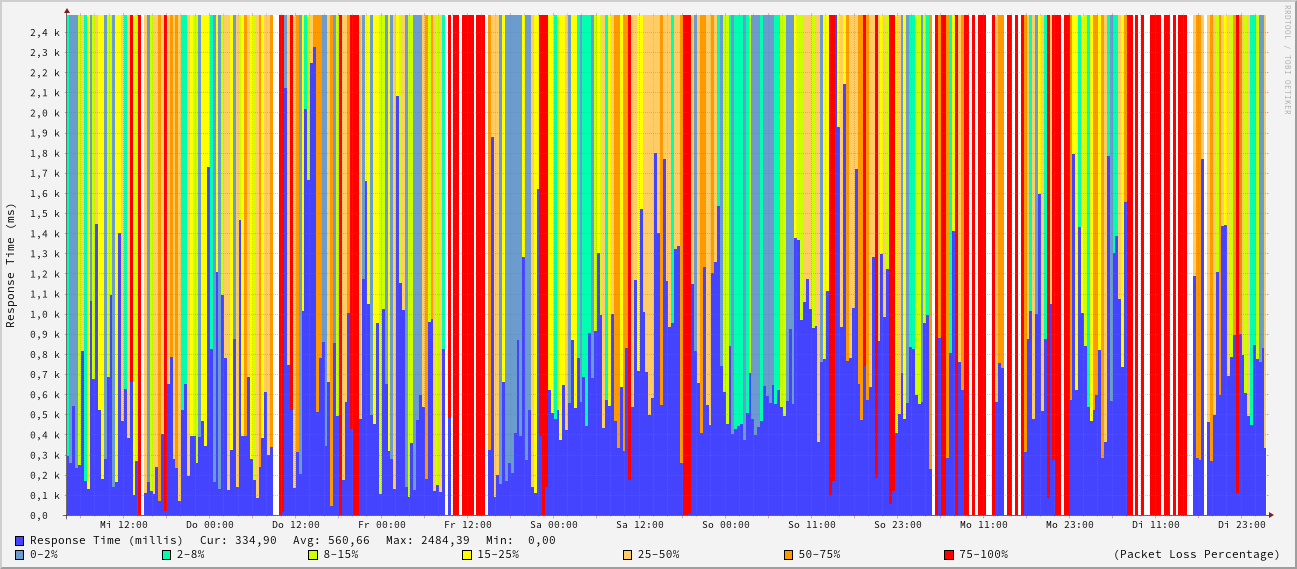 RRDTOOL / TOBI OETIKER
Response Time (ms)
2,4 k
2,3 k
2,2 k
2,1 k
2,0 k
1,9 k
1,8 k
1,7 k
1,6 k
1,5 k
1,4 k
1,3 k
1,2 k
1,1 k
1,0 k
0,9 k
0,8 k
0,7 k
0,6 k
0,5 k
0,4 k
0,3 k
0,2 k
0,1 k
0,0
Mi 12:00 Do 00:00 Do 12:00 Fr 00:00 Fr 12:00 Sa 00:00 Sa 12:00 So 00:00 So 11:00 So 23:00 Mo 11:00 Mo 23:00 Di 11:00 Di 23:00
Response Time (millis) Cur: 334,90 Avg: 560,66 Max: 2484,39 Min: 0,00
0-2% 2-8% 8-15% 15-25% 25-50% 50-75% 75-100% (Packet Loss Percentage)